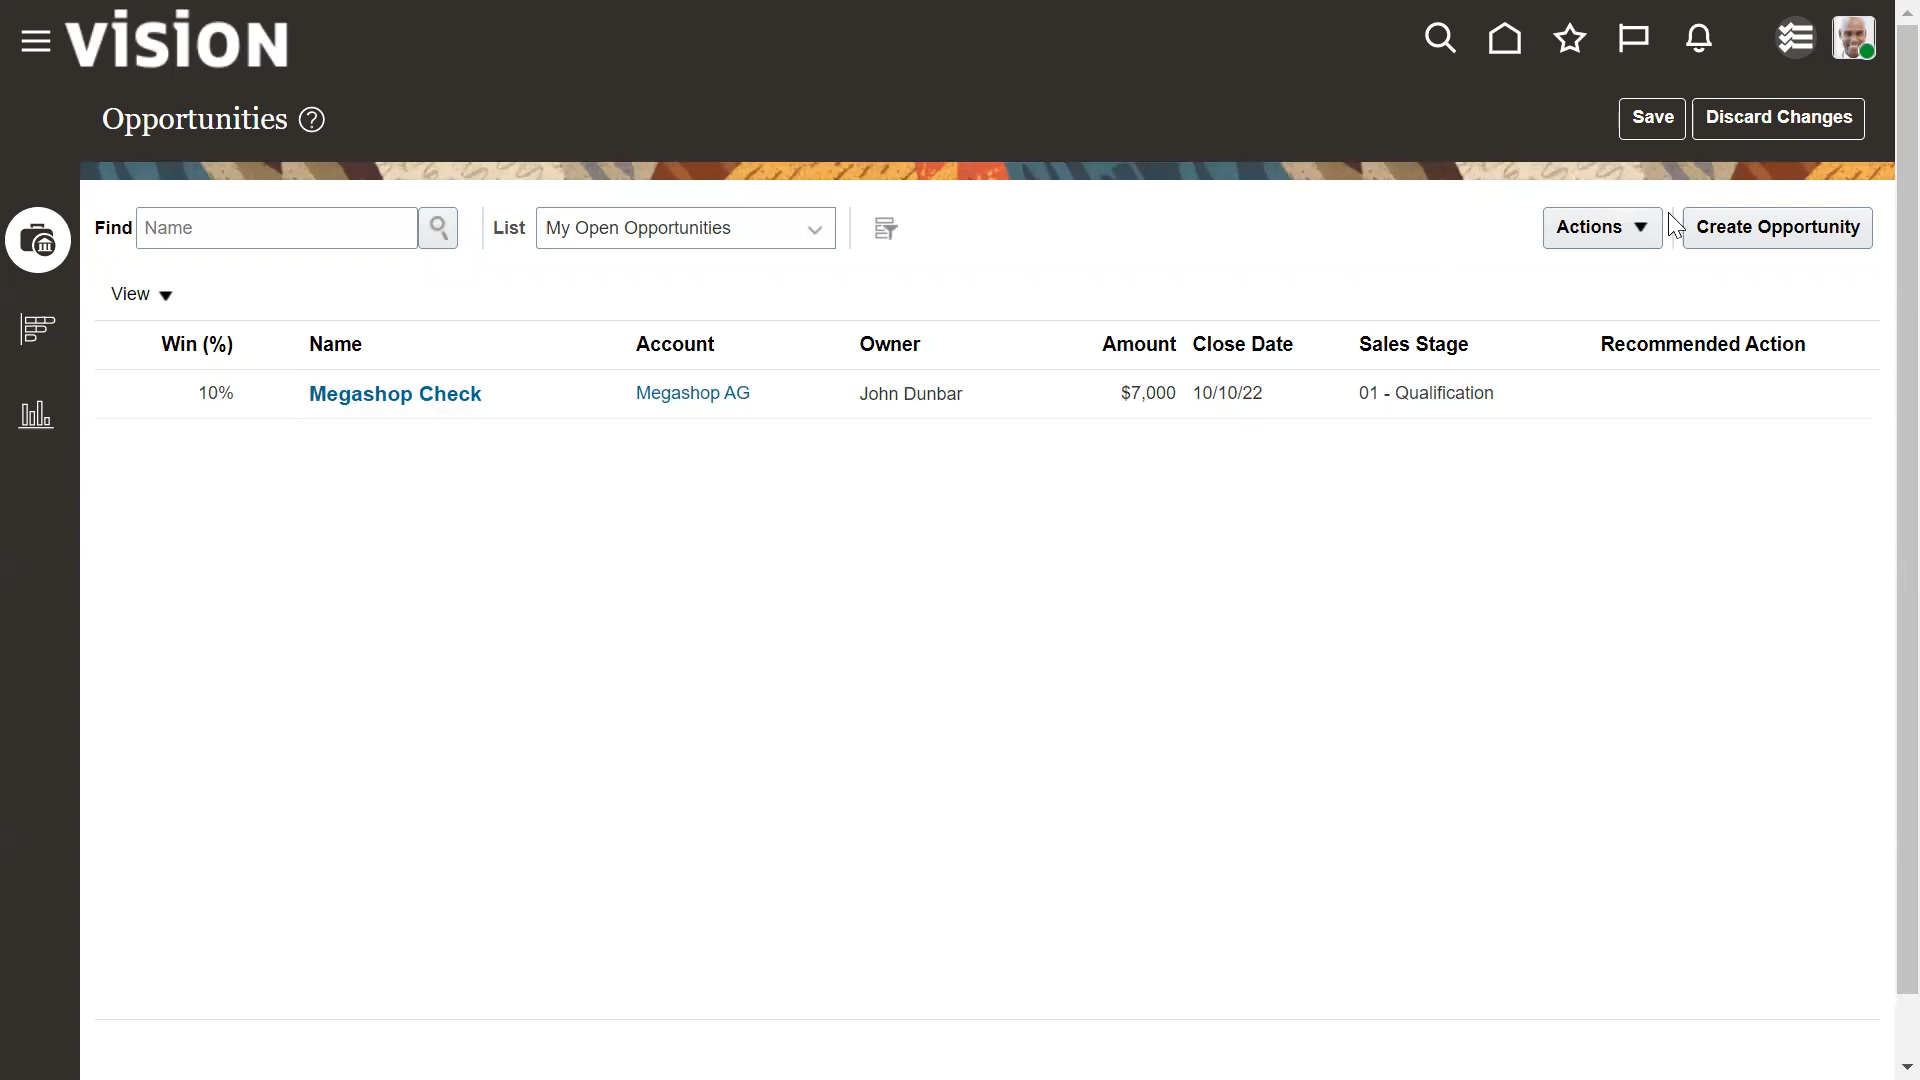 vision
Opportunities ?
Save Discard Changes
Find Name List My Open Opportunities Actions Create Opportunity
View
Win (%) Name Account Owner Amount Close Date Sales Stage Recommended Action
10% Megashop Check Megashop AG John Dunbar $7,000 10/10/22 01 - Qualification